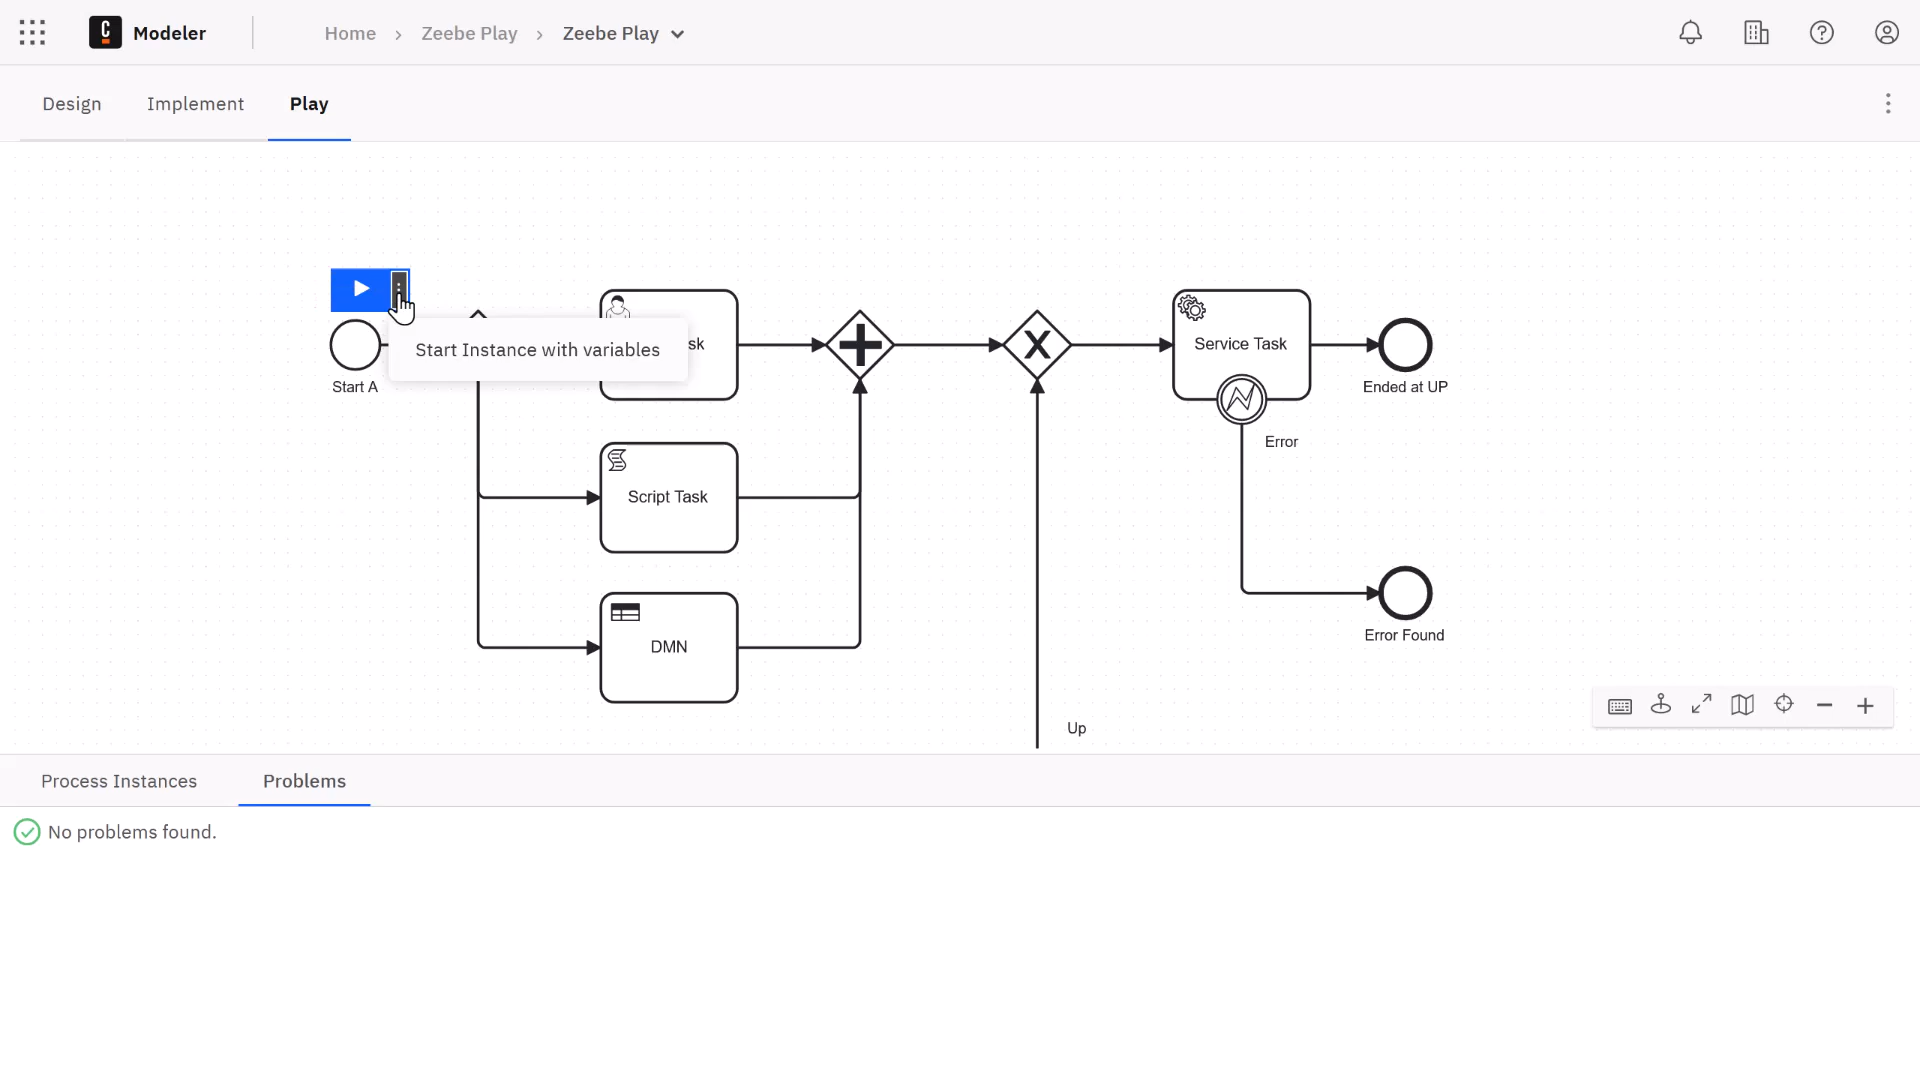 Modeler
Home > Zeebe Play > Zeebe Play
Design Implement Play
Start Instance with variables
sk
Start A
Service Task
Ended at UP
Error
Script Task
Error Found
DMN
Up
Process Instances Problems
No problems found.